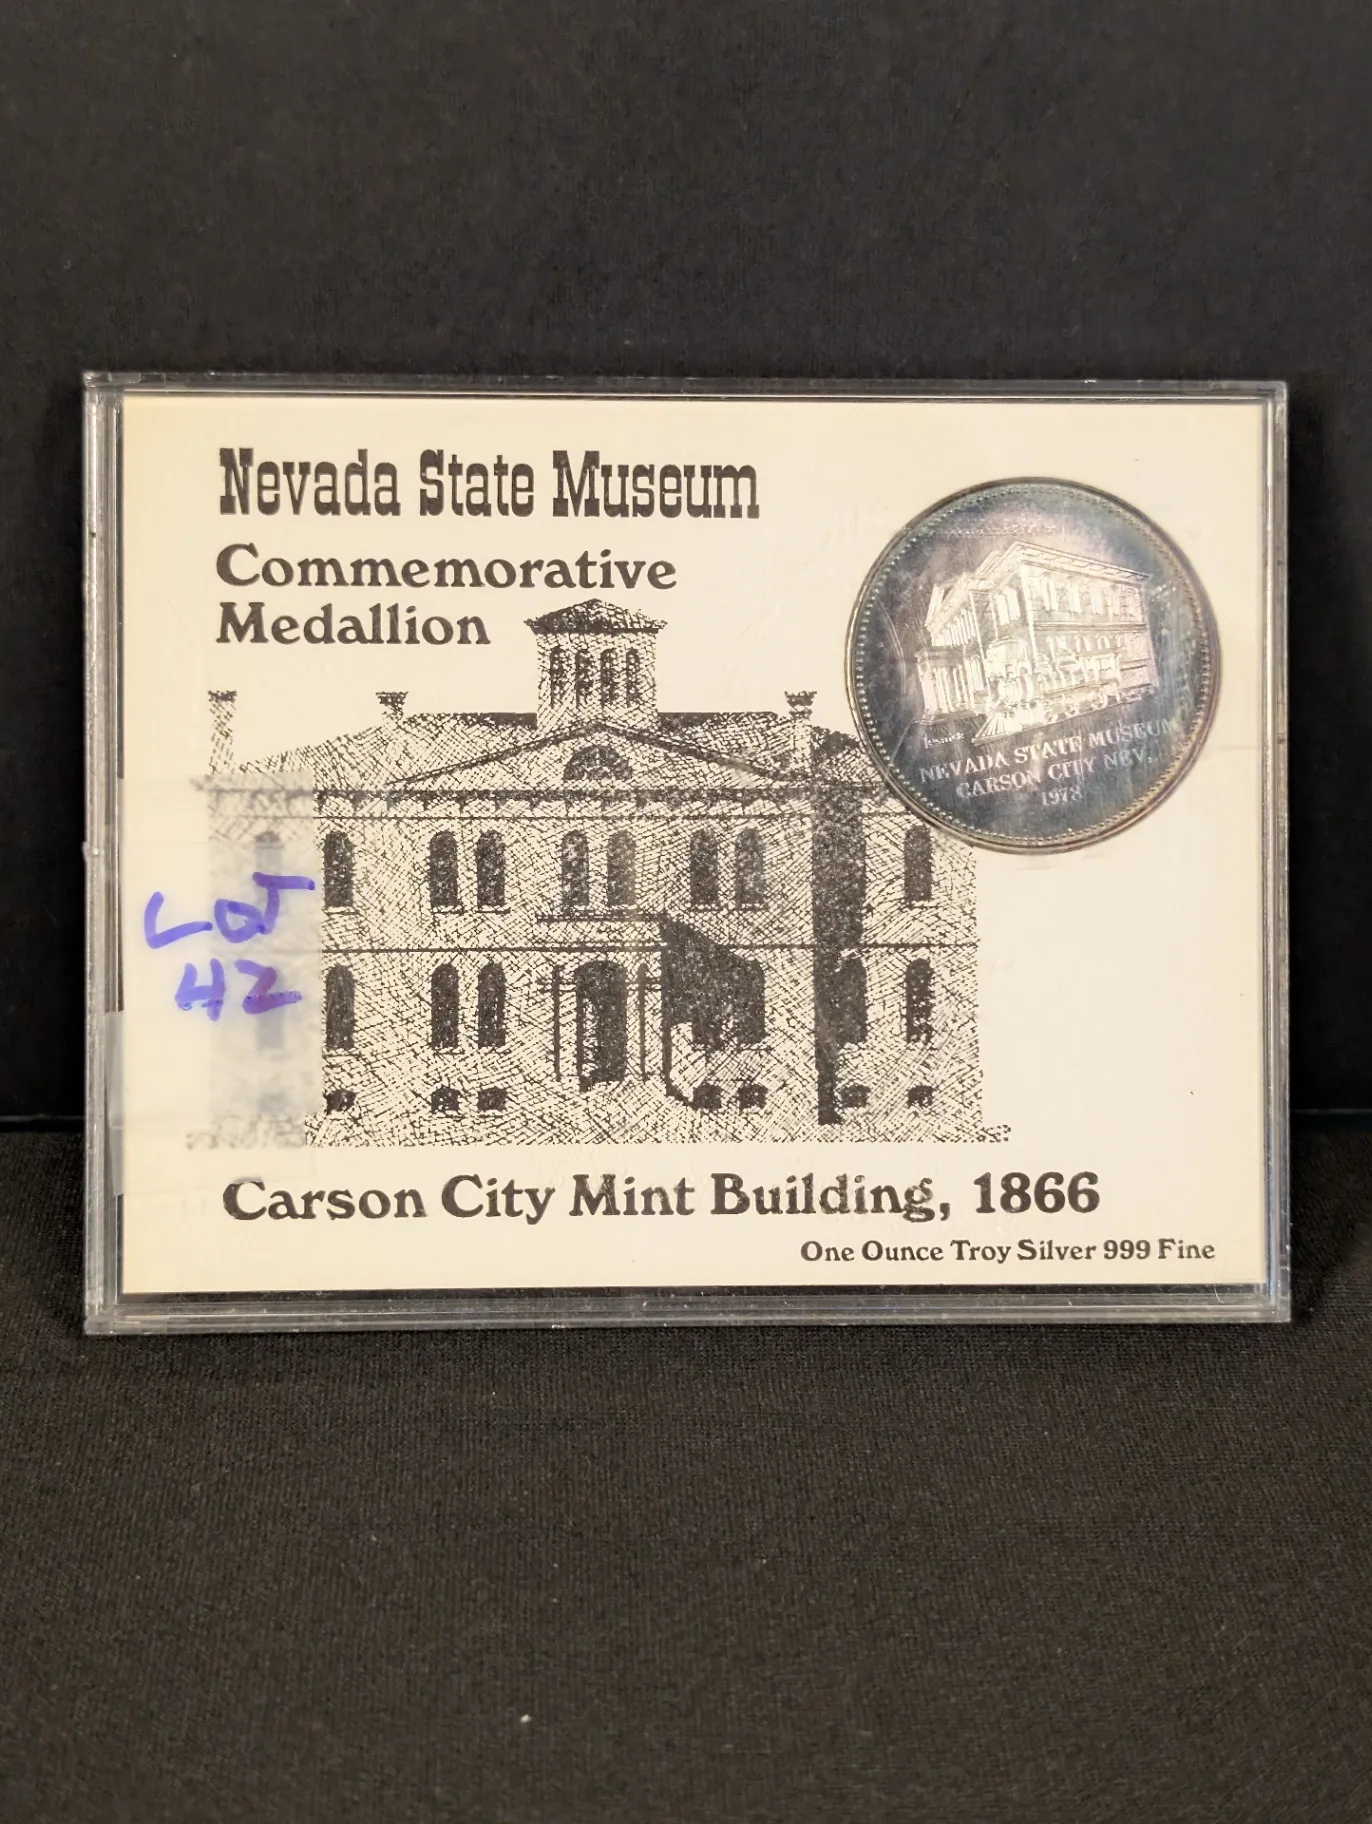 Nevada State Museum
Commemorative
Medallion
NEVADA STATE MUSEUM
CARSON CITY NEV.
1978
Lot
42
Carson City Mint Building, 1866
One Ounce Troy Silver 999 Fine